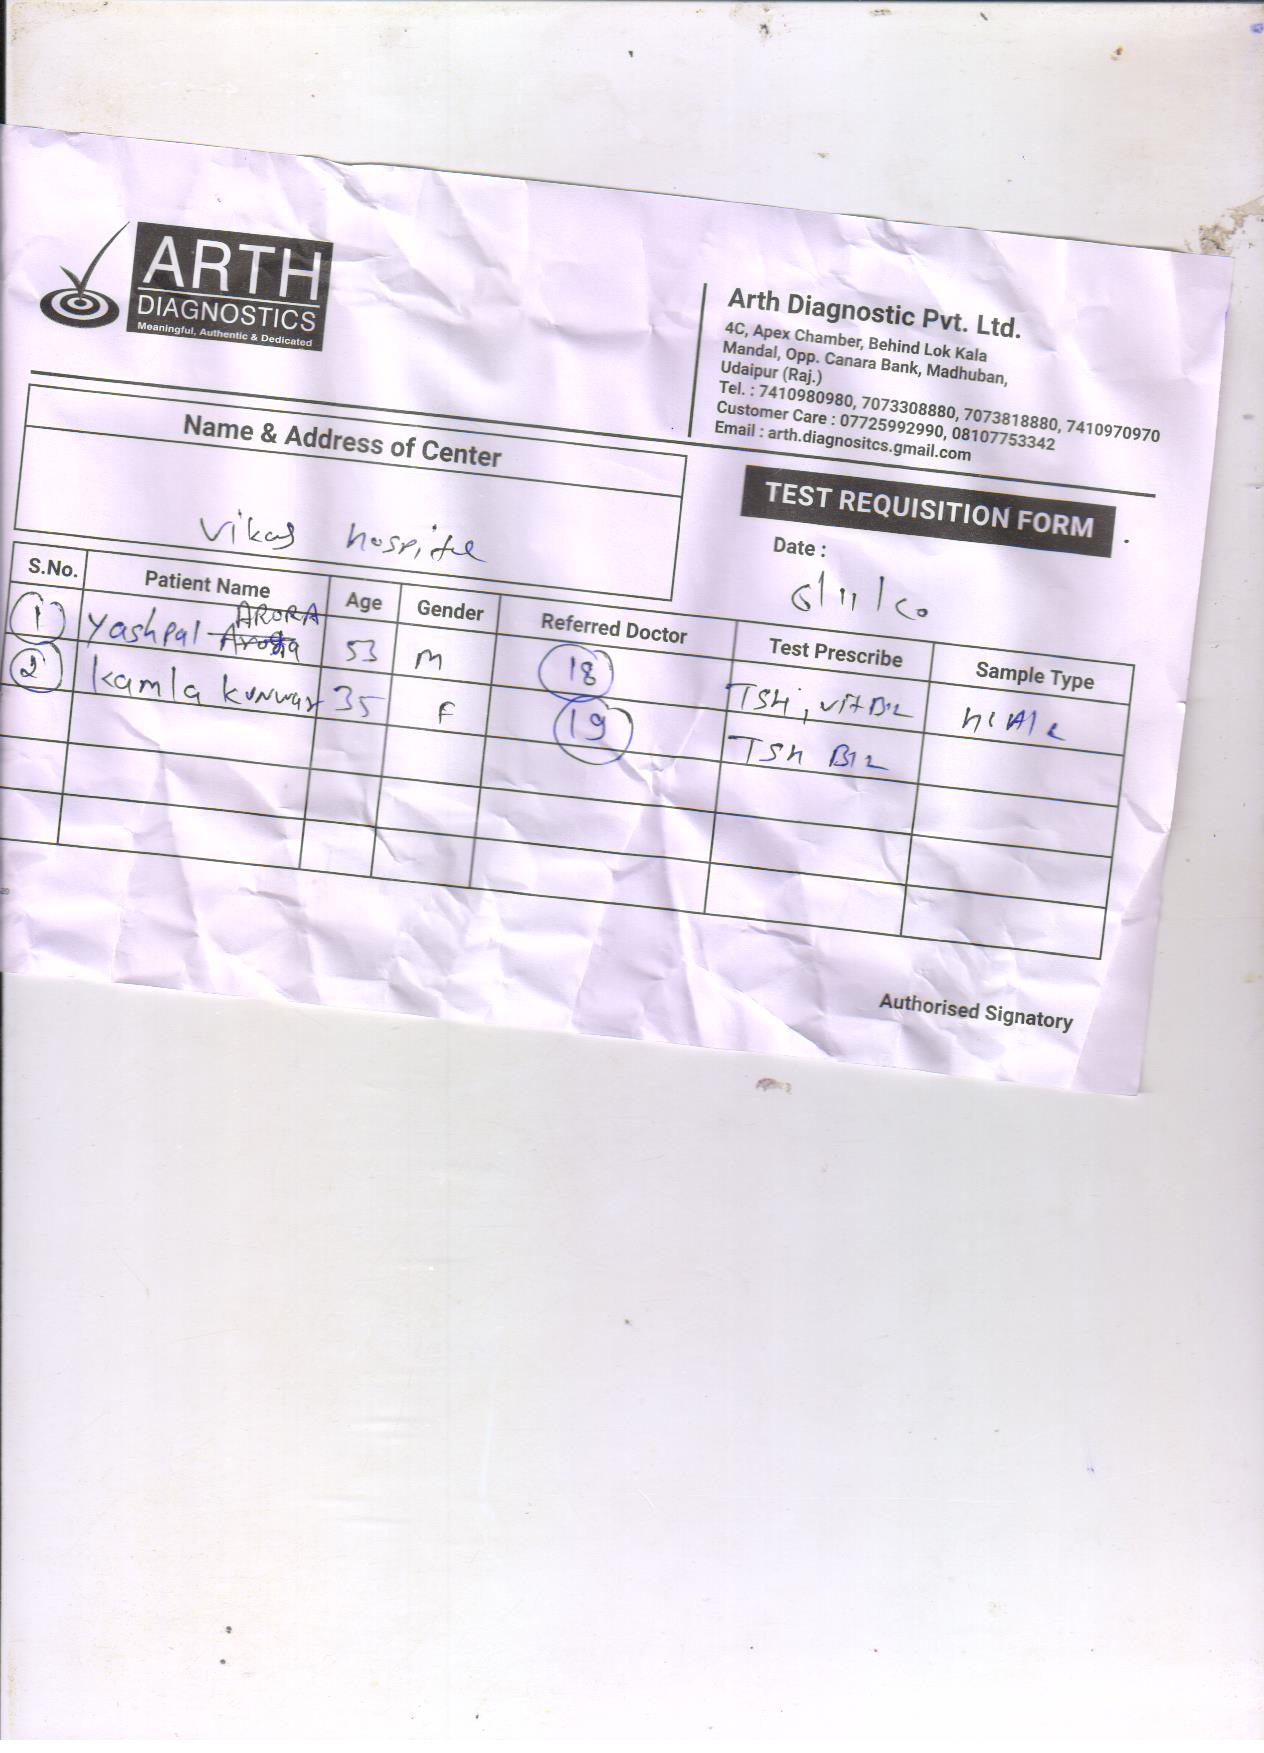 ARTH
DIAGNOSTICS
Meaningful, Authentic & Dedicated
Arth Diagnostic Pvt. Ltd.
4C, Apex Chamber, Behind Lok Kala
Mandal, Opp. Canara Bank, Madhuban,
Udaipur (Raj.)
Tel. : 7410980980, 7073308880, 7073818880, 7410970970
Customer Care : 07725992990, 08107753342
Email : arth.diagnositcs.gmail.com
Name & Address of Center
Vikas hospital
TEST REQUISITION FORM
Date :
S.No. Patient Name Age Gender Referred Doctor Test Prescribe Sample Type
1 Yashpal ARORA 53 M 18 TSH, Vit B12 HbA1c
2 Kamla Kunwar 35 F 19 TSH B12
20
Authorised Signatory